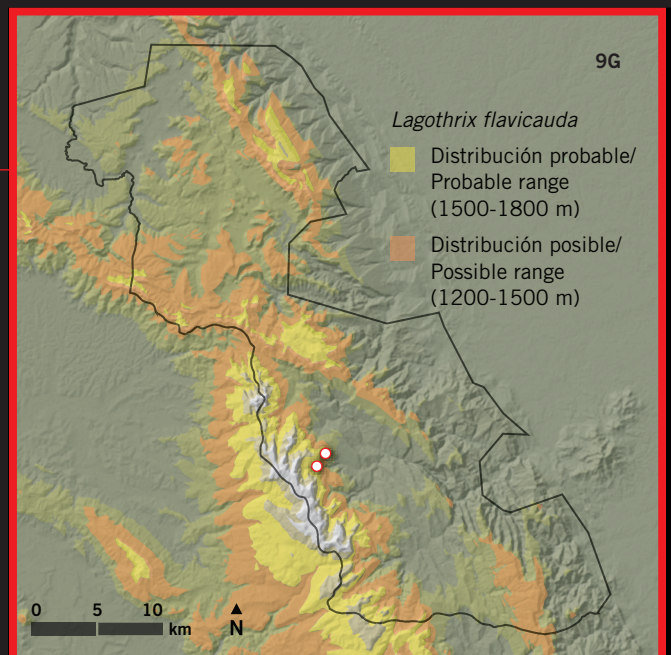 9G
Lagothrix flavicauda
Distribución probable/
Probable range
(1500-1800 m)
Distribución posible/
Possible range
(1200-1500 m)
0 5 10
km
N